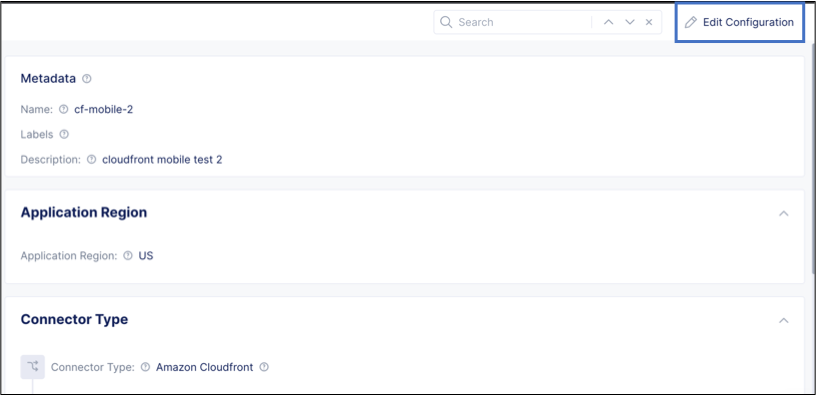 Search
Edit Configuration
Metadata
Name: cf-mobile-2
Labels
Description: cloudfront mobile test 2
Application Region
Application Region: US
Connector Type
Connector Type: Amazon Cloudfront